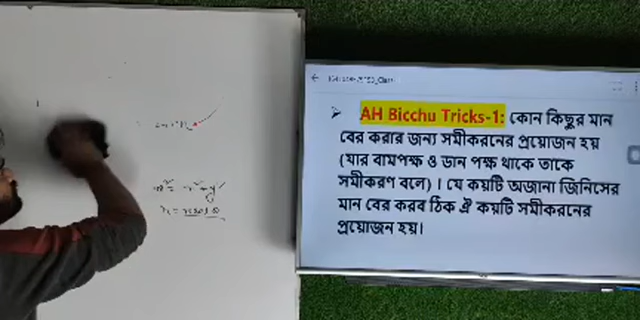 AH Bicchu Tricks-1: কোন কিছুর মান
বের করার জন্য সমীকরনের প্রয়োজন হয়
(যার বামপক্ষ ও ডান পক্ষ থাকে তাকে
সমীকরণ বলে) । যে কয়টি অজানা জিনিসের
মান বের করব ঠিক ঐ কয়টি সমীকরনের
প্রয়োজন হয়।